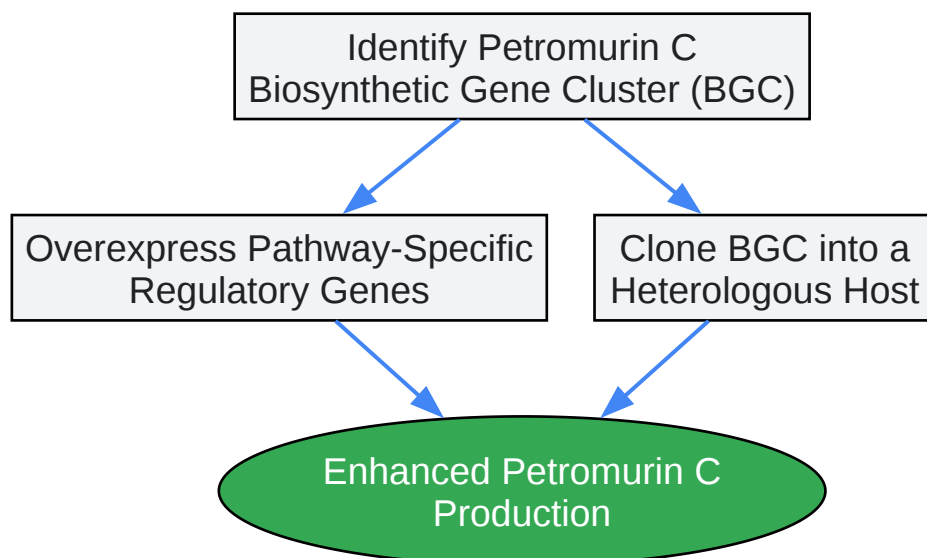 Identify Petromurin C
Biosynthetic Gene Cluster (BGC)
Overexpress Pathway-Specific
Regulatory Genes
Clone BGC into a
Heterologous Host
Enhanced Petromurin C
Production